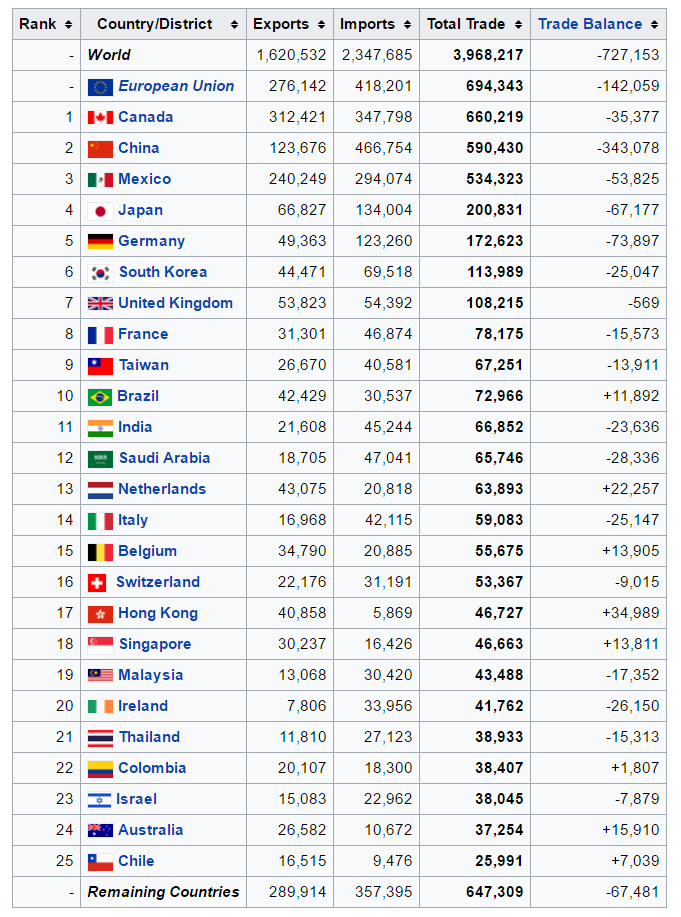 Rank Country/District Exports Imports Total Trade Trade Balance
- World 1,620,532 2,347,685 3,968,217 -727,153
- European Union 276,142 418,201 694,343 -142,059
1 Canada 312,421 347,798 660,219 -35,377
2 China 123,676 466,754 590,430 -343,078
3 Mexico 240,249 294,074 534,323 -53,825
4 Japan 66,827 134,004 200,831 -67,177
5 Germany 49,363 123,260 172,623 -73,897
6 South Korea 44,471 69,518 113,989 -25,047
7 United Kingdom 53,823 54,392 108,215 -569
8 France 31,301 46,874 78,175 -15,573
9 Taiwan 26,670 40,581 67,251 -13,911
10 Brazil 42,429 30,537 72,966 +11,892
11 India 21,608 45,244 66,852 -23,636
12 Saudi Arabia 18,705 47,041 65,746 -28,336
13 Netherlands 43,075 20,818 63,893 +22,257
14 Italy 16,968 42,115 59,083 -25,147
15 Belgium 34,790 20,885 55,675 +13,905
16 Switzerland 22,176 31,191 53,367 -9,015
17 Hong Kong 40,858 5,869 46,727 +34,989
18 Singapore 30,237 16,426 46,663 +13,811
19 Malaysia 13,068 30,420 43,488 -17,352
20 Ireland 7,806 33,956 41,762 -26,150
21 Thailand 11,810 27,123 38,933 -15,313
22 Colombia 20,107 18,300 38,407 +1,807
23 Israel 15,083 22,962 38,045 -7,879
24 Australia 26,582 10,672 37,254 +15,910
25 Chile 16,515 9,476 25,991 +7,039
- Remaining Countries 289,914 357,395 647,309 -67,481